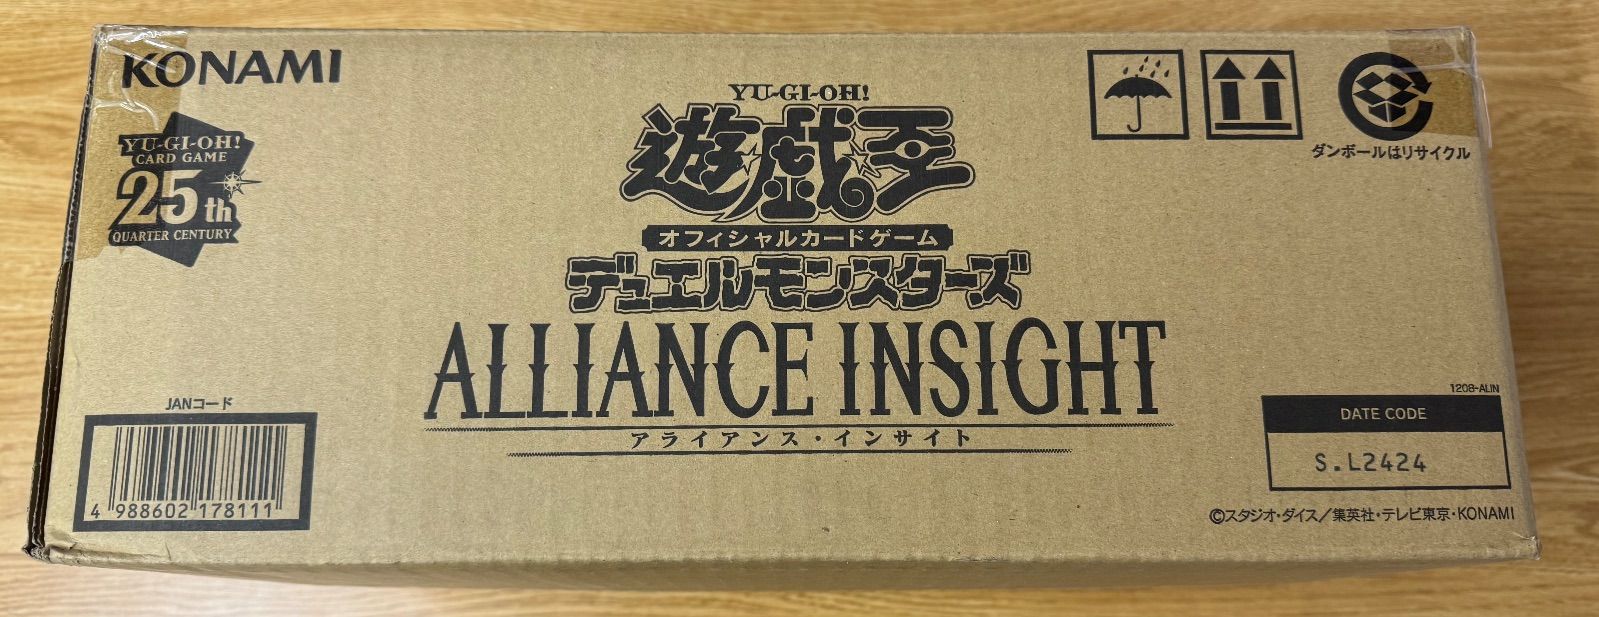 KONAMI
YU-GI-OH!
CARD GAME
25th
QUARTER CENTURY
YU-GI-OH!
遊☆戯☆王
オフィシャルカードゲーム
デュエルモンスターズ
ALLIANCE INSIGHT
アライアンス・インサイト
ダンボールはリサイクル
JANコード
4 988602 178111
1208-ALIN
DATE CODE
S.L2424
©スタジオ・ダイス/集英社・テレビ東京・KONAMI